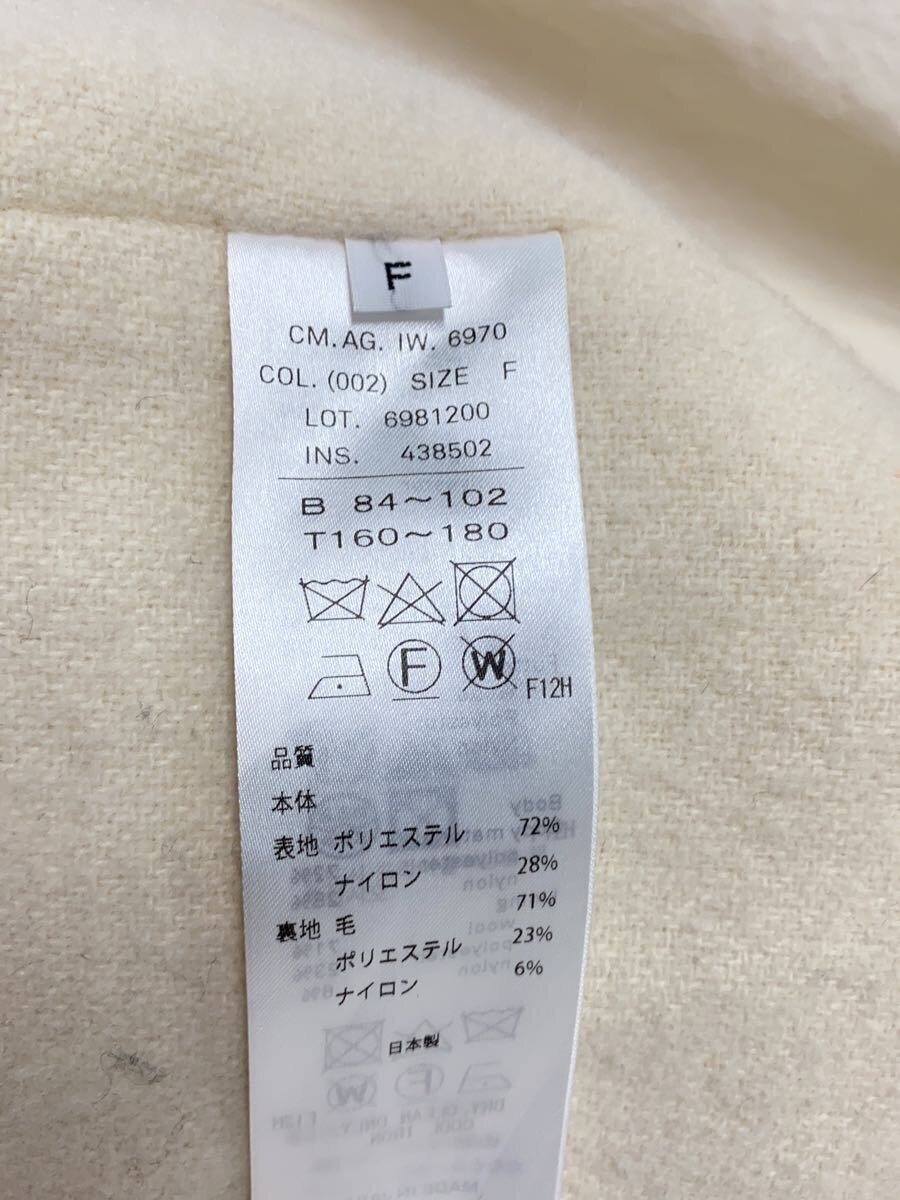 F
CM.AG. IW. 6970
COL. (002) SIZE F
LOT. 6981200
INS. 438502
B 84〜102
T160〜180
F W F12H
品質
本体
表地 ポリエステル 72%
ナイロン 28%
裏地 毛 71%
ポリエステル 23%
ナイロン 6%
日本製